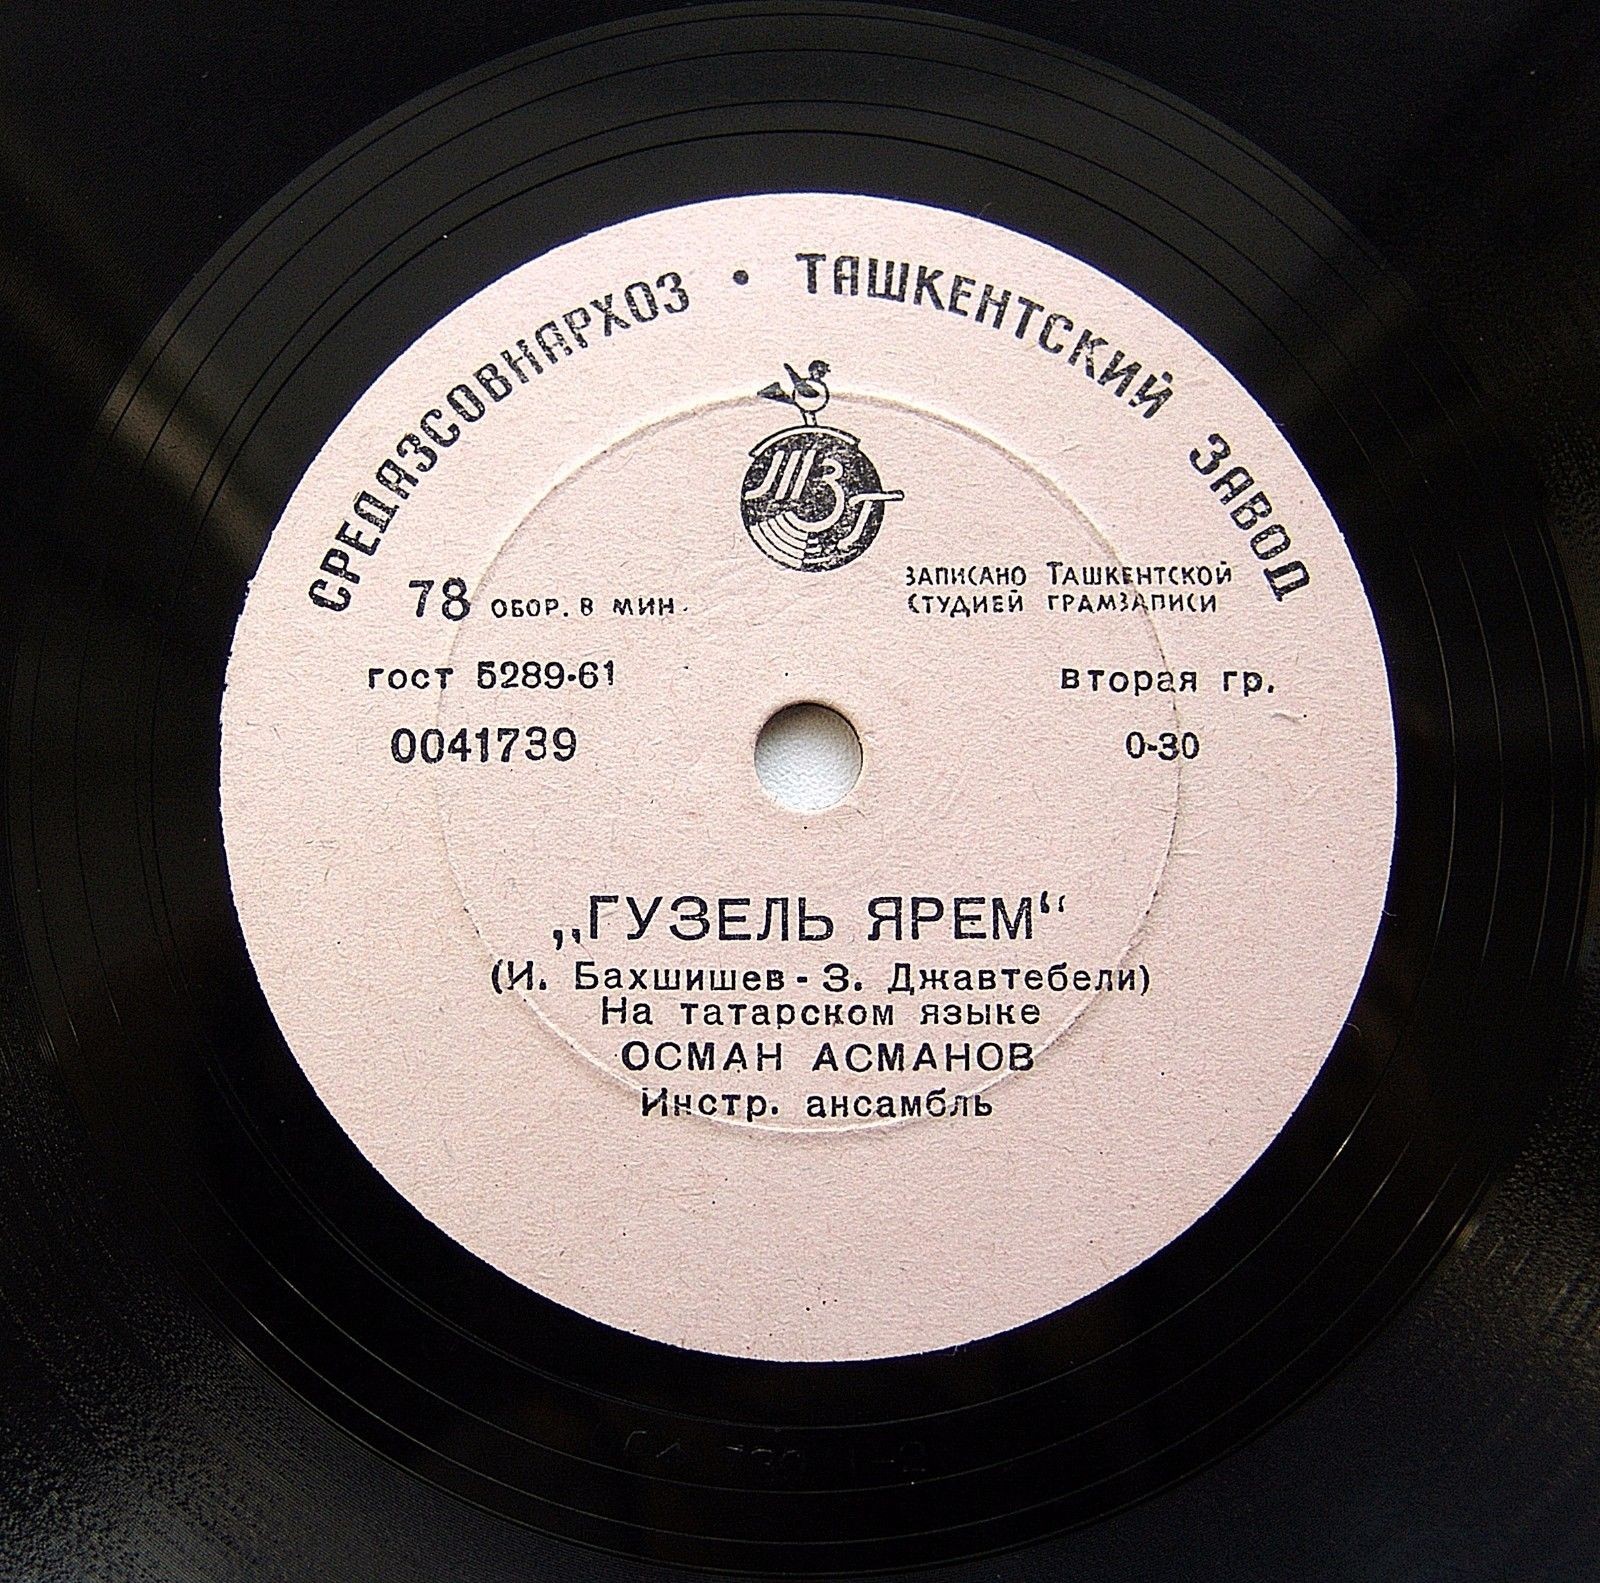 СРЕДАЗСОВНАРХОЗ • ТАШКЕНТСКИЙ ЗАВОД
ТЗГ
78 ОБОР. В МИН.
ЗАПИСАНО ТАШКЕНТСКОЙ
СТУДИЕЙ ГРАМЗАПИСИ
ГОСТ 5289-61
вторая гр.
0041739
0-30
„ГУЗЕЛЬ ЯРЕМ“
(И. Бахшишев - З. Джавтебели)
На татарском языке
ОСМАН АСМАНОВ
Инстр. ансамбль